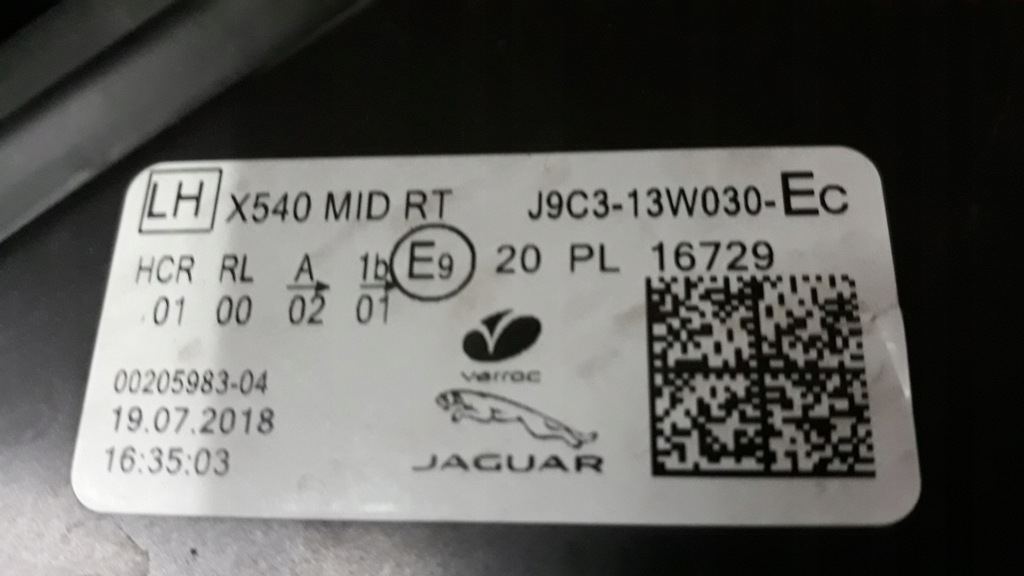 LH X540 MID RT J9C3-13W030-EC
HCR RL A 1b E9 20 PL 16729
01 00 02 01
varroc
00205983-04
19.07.2018
16:35:03
JAGUAR